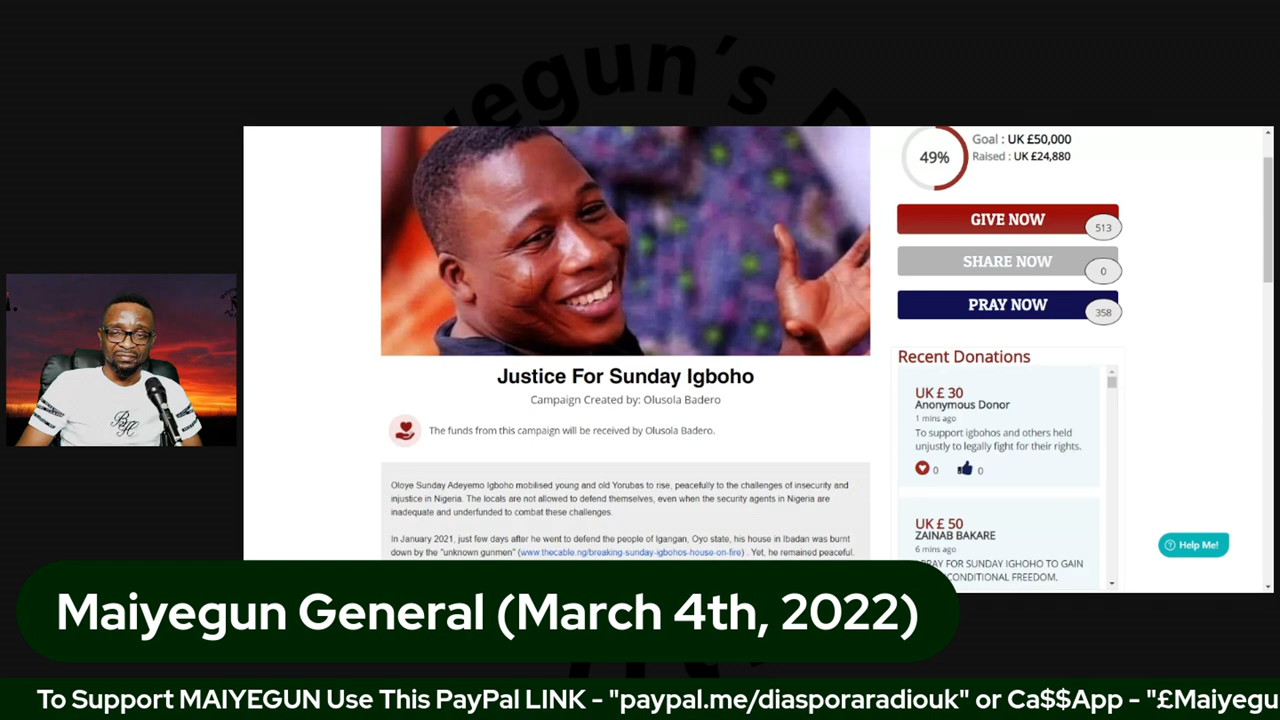 yegun's D
49%
Goal : UK £50,000
Raised : UK £24,880
GIVE NOW
513
SHARE NOW
0
PRAY NOW
358
Justice For Sunday Igboho
Campaign Created by: Olusola Badero
The funds from this campaign will be received by Olusola Badero.
Oloye Sunday Adeyemo Igboho mobilised young and old Yorubas to rise, peacefully to the challenges of insecurity and
injustice in Nigeria. The locals are not allowed to defend themselves, even when the security agents in Nigeria are
inadequate and underfunded to combat these challenges.
In January 2021, just few days after he went to defend the people of Igangan, Oyo state, his house in Ibadan was burnt
down by the "unknown gunmen" (www.thecable.ng/breaking-sunday-igbohos-house-on-fire) . Yet, he remained peaceful.
Recent Donations
UK £ 30
Anonymous Donor
1 mins ago
To support igbohos and others held
unjustly to legally fight for their rights.
0 0
UK £ 50
ZAINAB BAKARE
6 mins ago
PRAY FOR SUNDAY IGHOHO TO GAIN
CONDITIONAL FREEDOM.
Help Me!
Maiyegun General (March 4th, 2022)
To Support MAIYEGUN Use This PayPal LINK - "paypal.me/diasporaradiouk" or Ca$$App - "£Maiyegu